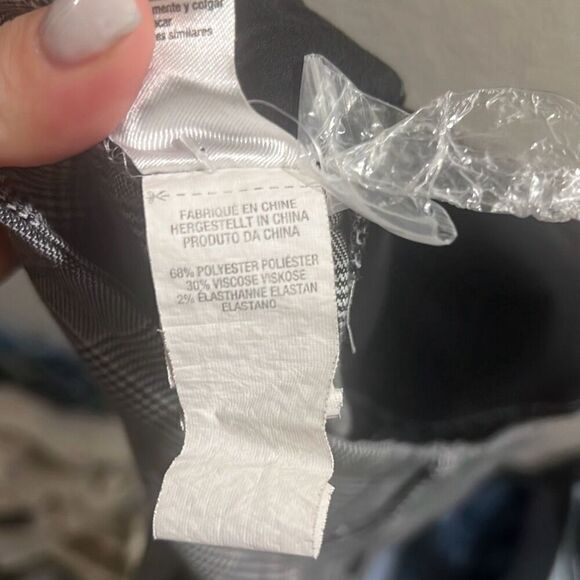 mente y colgar
es similares
FABRIQUÉ EN CHINE
HERGESTELLT IN CHINA
PRODUTO DA CHINA
68% POLYESTER POLIÉSTER
30% VISCOSE VISKOSE
2% ÉLASTHANNE ELASTAN
ELASTANO